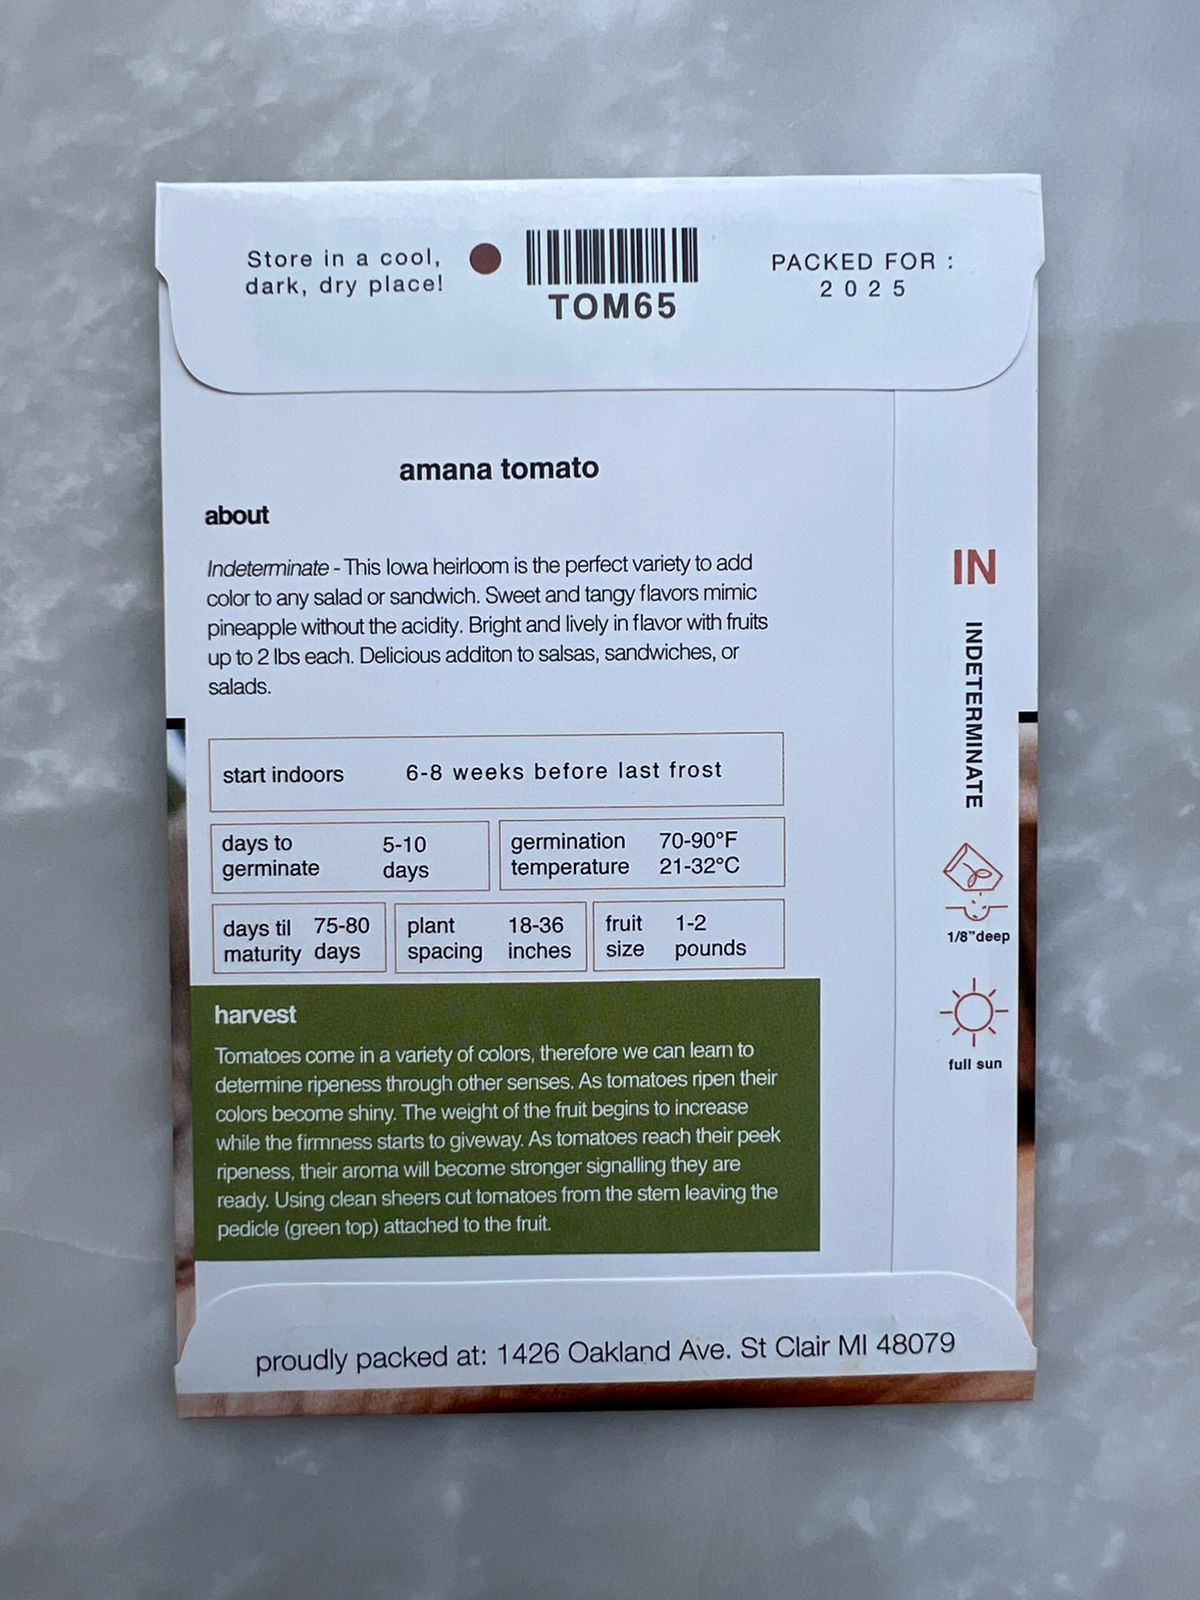 Store in a cool,
dark, dry place!
TOM65
PACKED FOR :
2025
amana tomato
about
Indeterminate - This Iowa heirloom is the perfect variety to add
color to any salad or sandwich. Sweet and tangy flavors mimic
pineapple without the acidity. Bright and lively in flavor with fruits
up to 2 lbs each. Delicious additon to salsas, sandwiches, or
salads.
start indoors 6-8 weeks before last frost
days to
germinate
5-10
days
germination
temperature
70-90°F
21-32°C
days til
maturity
75-80
days
plant
spacing
18-36
inches
fruit
size
1-2
pounds
harvest
Tomatoes come in a variety of colors, therefore we can learn to
determine ripeness through other senses. As tomatoes ripen their
colors become shiny. The weight of the fruit begins to increase
while the firmness starts to giveway. As tomatoes reach their peek
ripeness, their aroma will become stronger signalling they are
ready. Using clean sheers cut tomatoes from the stem leaving the
pedicle (green top) attached to the fruit.
IN
INDETERMINATE
1/8"deep
full sun
proudly packed at: 1426 Oakland Ave. St Clair MI 48079